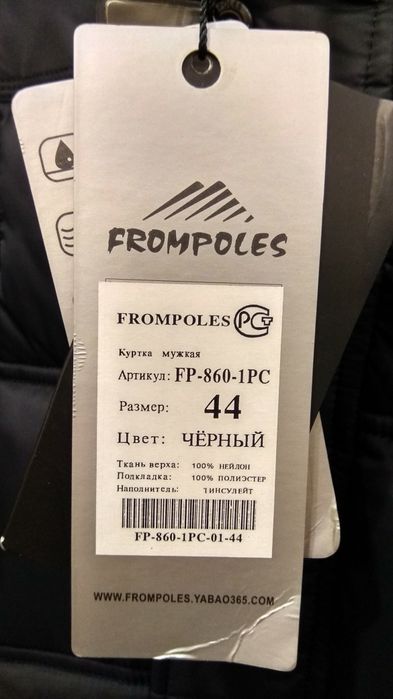 FROMPOLES
FROMPOLES РСТ
Куртка мужкая
Артикул: FP-860-1PC
Размер: 44
Цвет: ЧЁРНЫЙ
Ткань верха: 100% НЕЙЛОН
Подкладка: 100% ПОЛИЭСТЕР
Наполнитель: ТИНСУЛЕЙТ
FP-860-1PC-01-44
WWW.FROMPOLES.YABAO365.COM